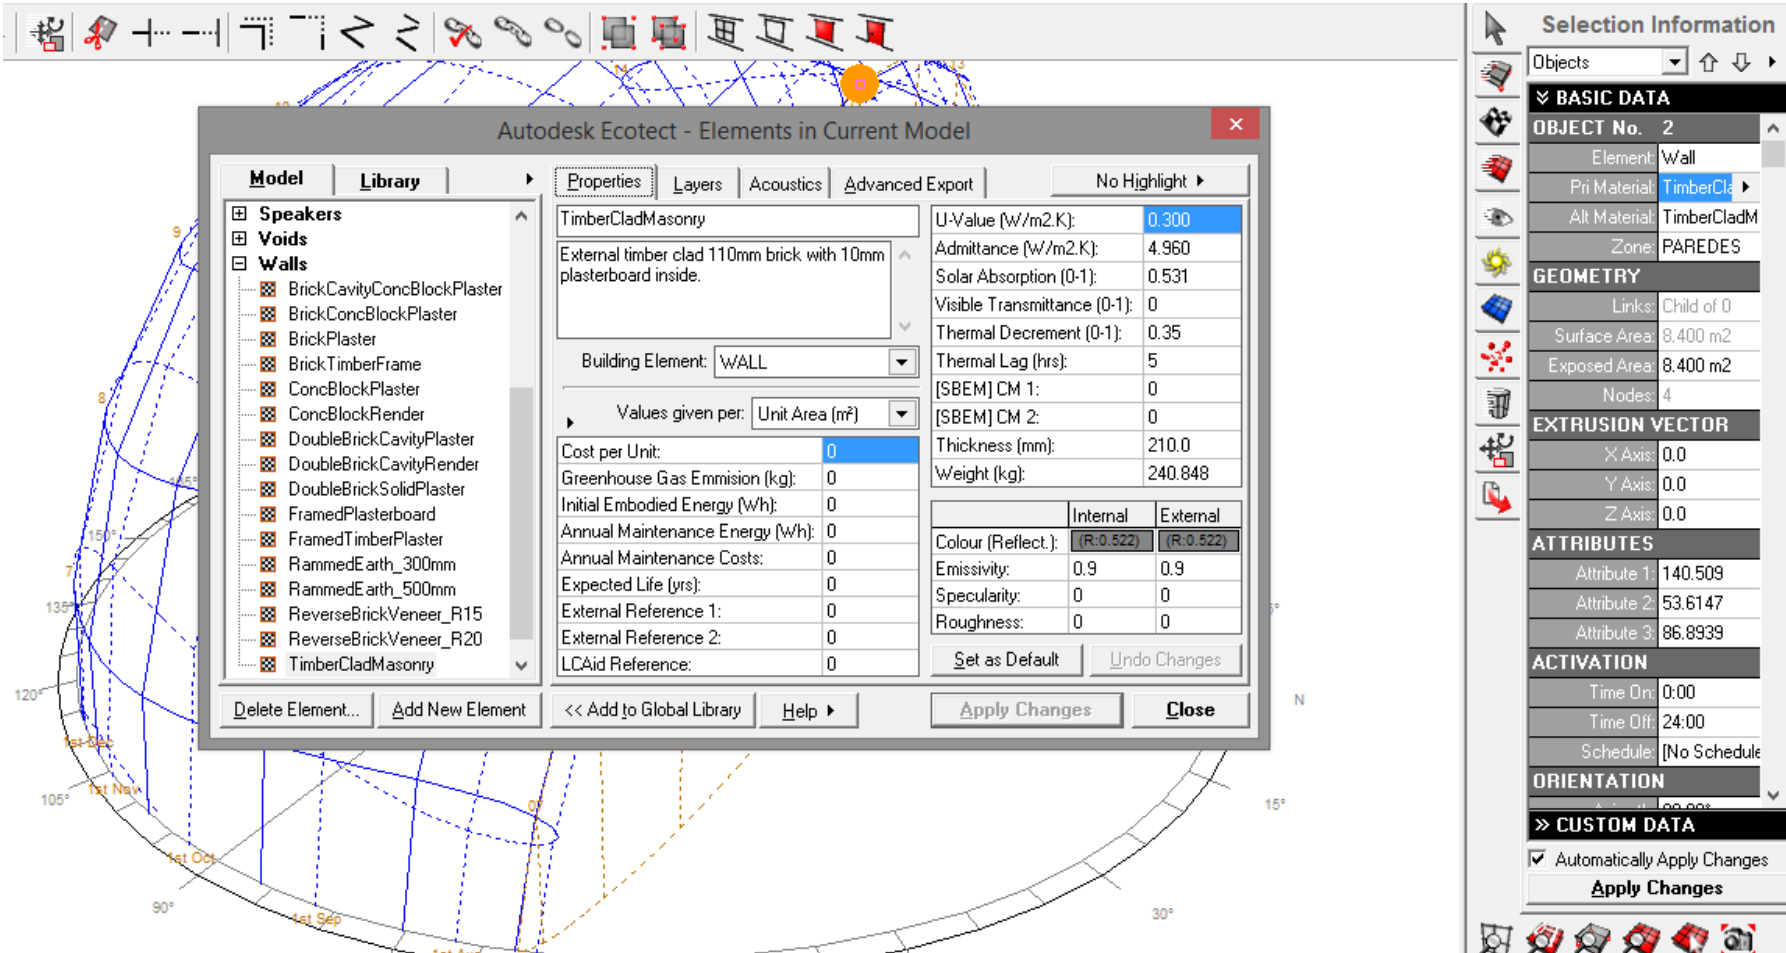 Selection Information
Objects
BASIC DATA
OBJECT No. 2
Element: Wall
Pri Material: TimberCla
Alt Material: TimberCladM
Zone: PAREDES
GEOMETRY
Links: Child of 0
Surface Area: 8.400 m2
Exposed Area: 8.400 m2
Nodes: 4
EXTRUSION VECTOR
X Axis: 0.0
Y Axis: 0.0
Z Axis: 0.0
ATTRIBUTES
Attribute 1: 140.509
Attribute 2: 53.6147
Attribute 3: 86.8939
ACTIVATION
Time On: 0:00
Time Off: 24:00
Schedule: [No Schedule
ORIENTATION
CUSTOM DATA
Automatically Apply Changes
Apply Changes
Autodesk Ecotect - Elements in Current Model
Model
Library
Speakers
Voids
Walls
BrickCavityConcBlockPlaster
BrickConcBlockPlaster
BrickPlaster
BrickTimberFrame
ConcBlockPlaster
ConcBlockRender
DoubleBrickCavityPlaster
DoubleBrickCavityRender
DoubleBrickSolidPlaster
FramedPlasterboard
FramedTimberPlaster
RammedEarth_300mm
RammedEarth_500mm
ReverseBrickVeneer_R15
ReverseBrickVeneer_R20
TimberCladMasonry
Properties
Layers
Acoustics
Advanced Export
No Highlight
TimberCladMasonry
External timber clad 110mm brick with 10mm
plasterboard inside.
Building Element: WALL
Values given per: Unit Area (m²)
Cost per Unit: 0
Greenhouse Gas Emmision (kg): 0
Initial Embodied Energy (Wh): 0
Annual Maintenance Energy (Wh): 0
Annual Maintenance Costs: 0
Expected Life (yrs): 0
External Reference 1: 0
External Reference 2: 0
LCAid Reference: 0
U-Value (W/m2.K): 0.300
Admittance (W/m2.K): 4.960
Solar Absorption (0-1): 0.531
Visible Transmittance (0-1): 0
Thermal Decrement (0-1): 0.35
Thermal Lag (hrs): 5
[SBEM] CM 1: 0
[SBEM] CM 2: 0
Thickness (mm): 210.0
Weight (kg): 240.848
Internal External
Colour (Reflect.): (R:0.522) (R:0.522)
Emissivity: 0.9 0.9
Specularity: 0 0
Roughness: 0 0
Set as Default
Undo Changes
Delete Element...
Add New Element
<< Add to Global Library
Help
Apply Changes
Close
14
13
9
8
7
150°
135°
120°
105°
90°
N
15°
30°
07
1st Dec
1st Nov
1st Oct
1st Sep